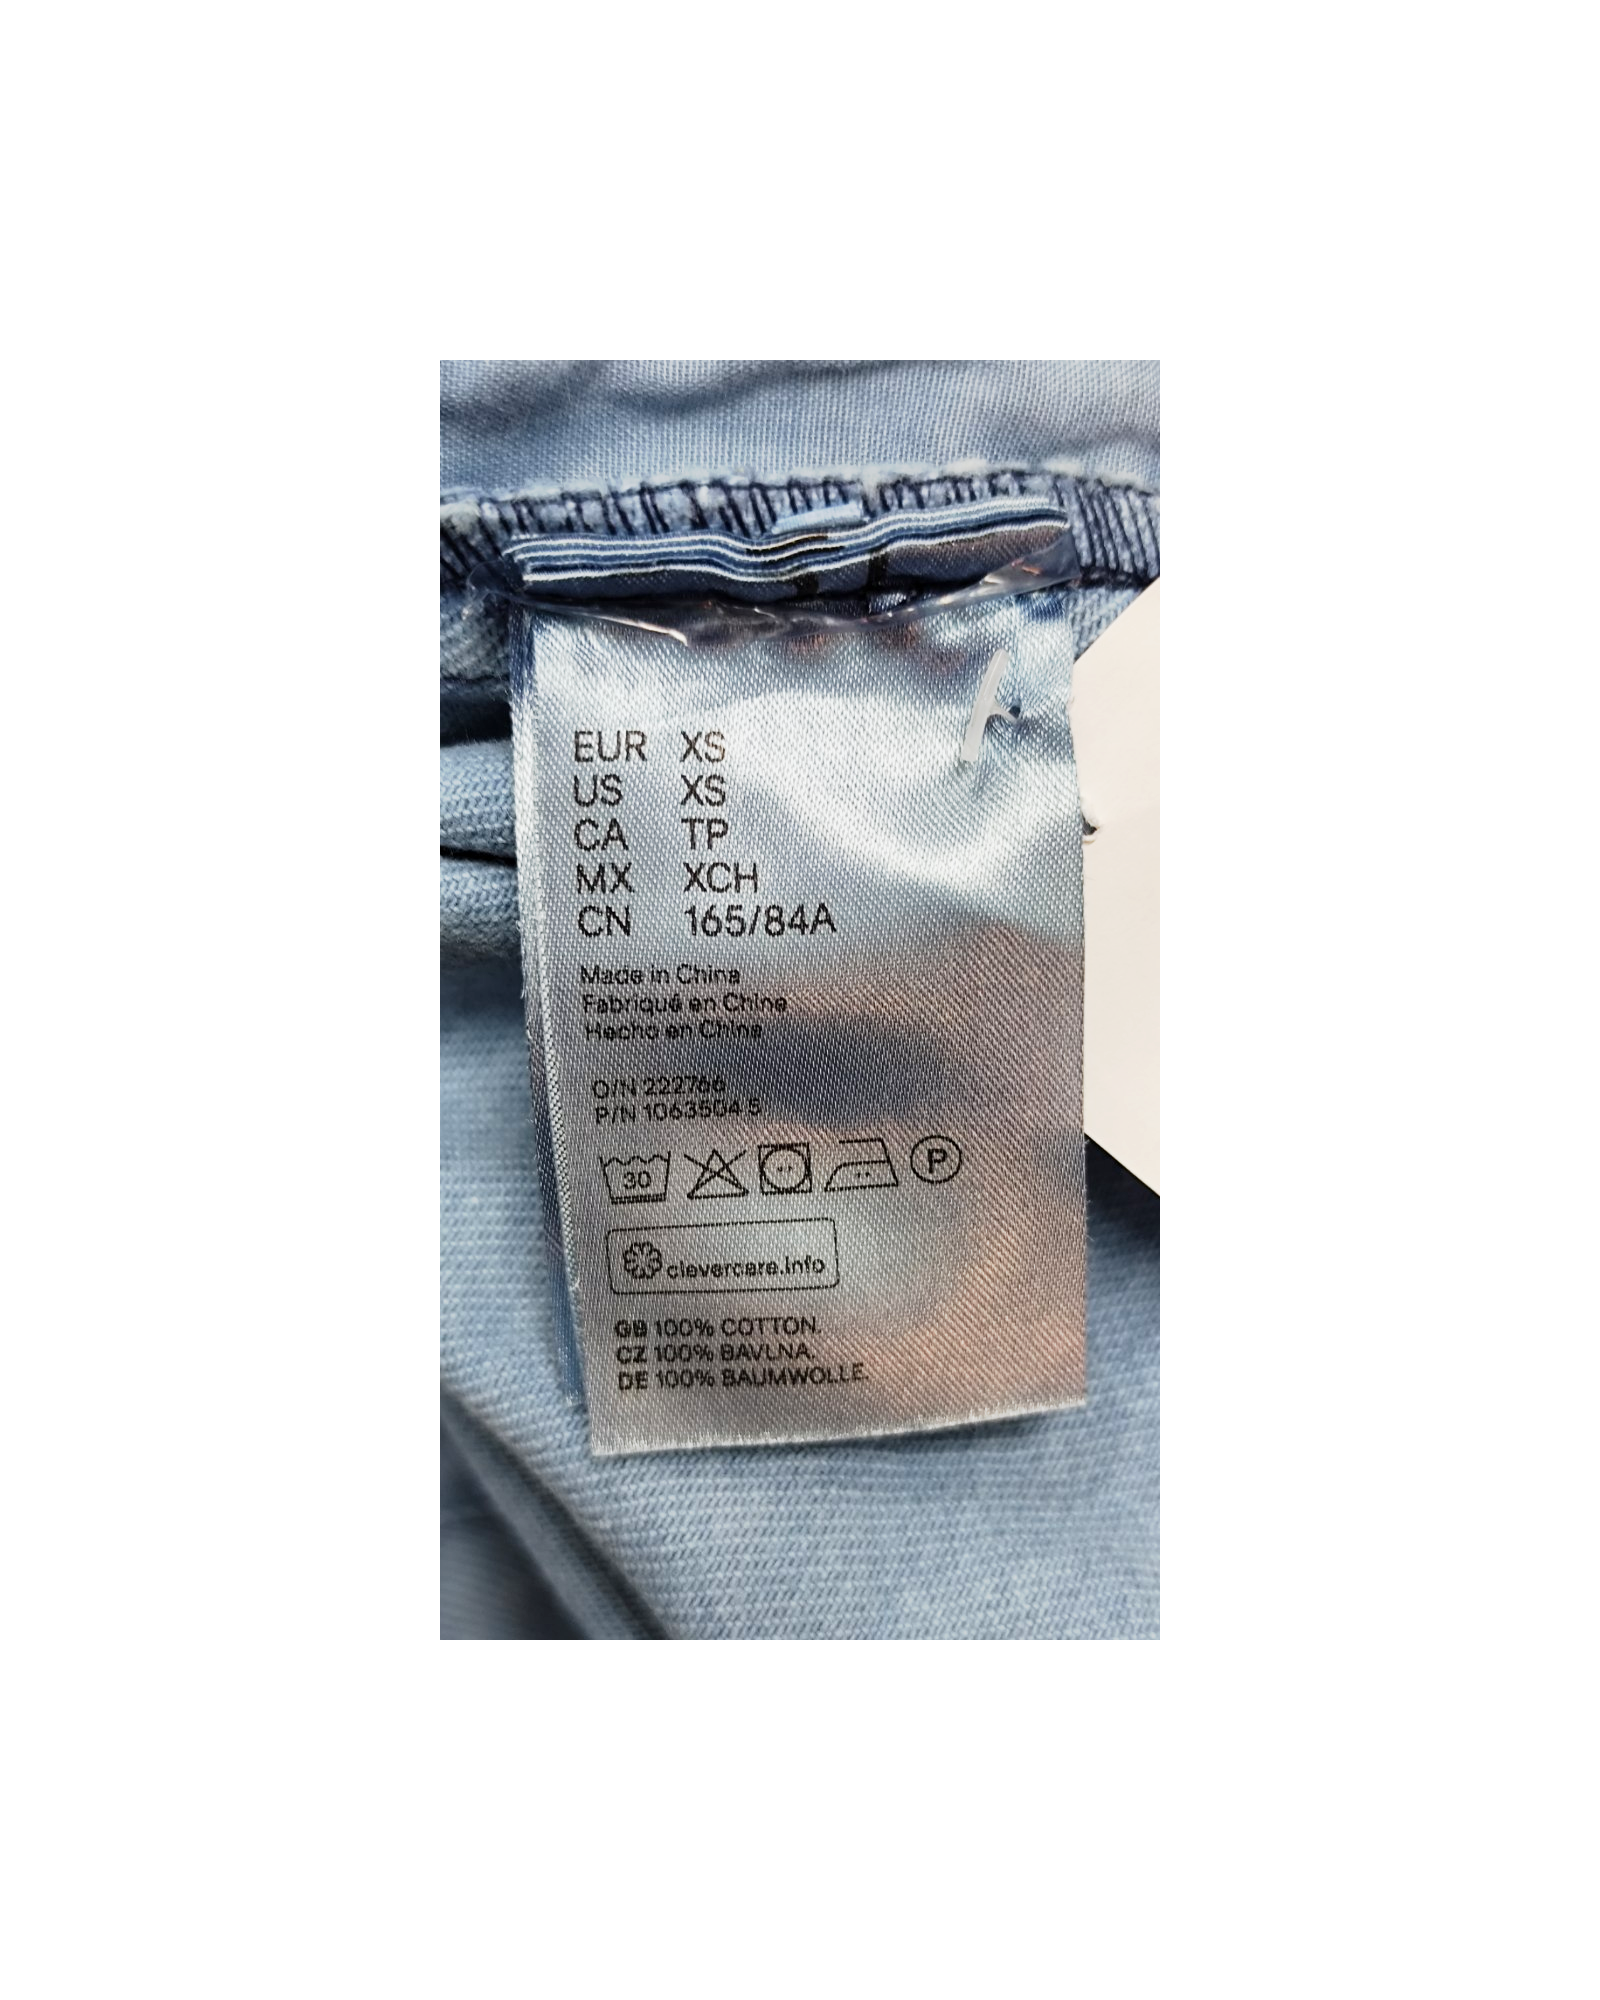 EUR XS
US XS
CA TP
MX XCH
CN 165/84A
Made in China
Fabriqué en Chine
Hecho en China
O/N 222766
P/N 1063504 5
30
P
clevercare.info
GB 100% COTTON.
CZ 100% BAVLNA.
DE 100% BAUMWOLLE.